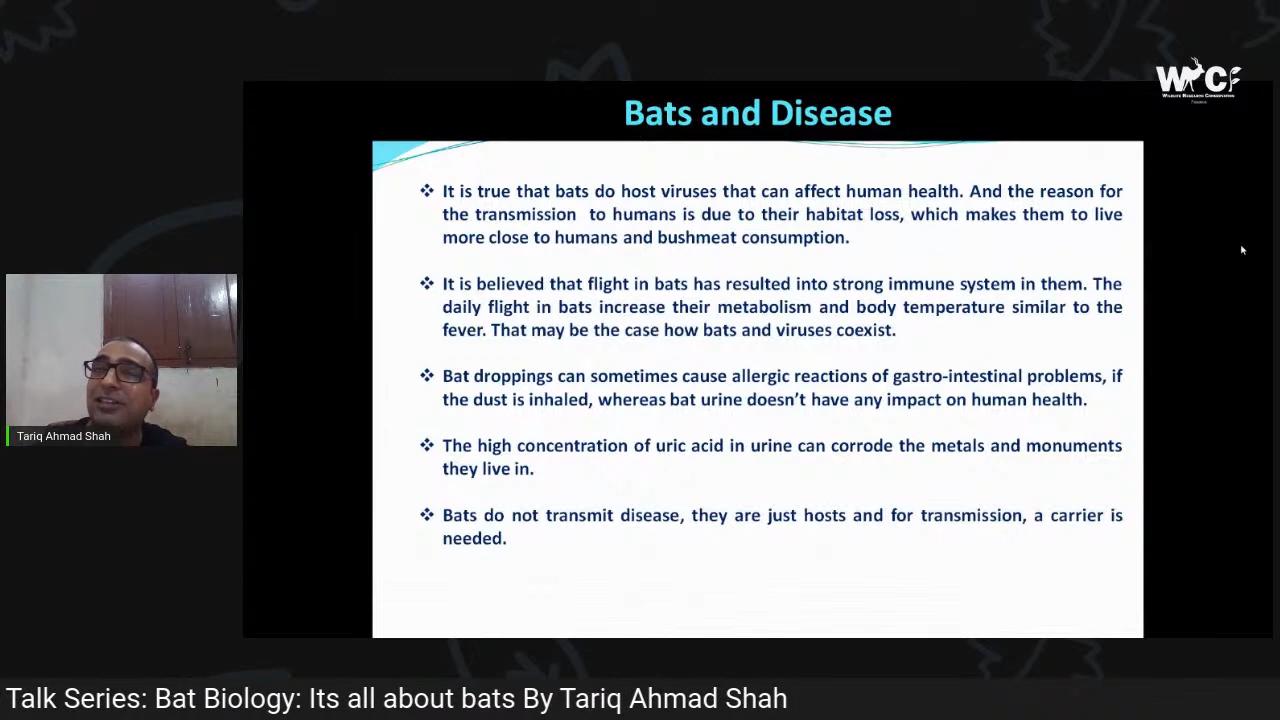 WRCF
WILDLIFE RESEARCH CONSERVATION
Bats and Disease
❖ It is true that bats do host viruses that can affect human health. And the reason for
the transmission to humans is due to their habitat loss, which makes them to live
more close to humans and bushmeat consumption.
❖ It is believed that flight in bats has resulted into strong immune system in them. The
daily flight in bats increase their metabolism and body temperature similar to the
fever. That may be the case how bats and viruses coexist.
❖ Bat droppings can sometimes cause allergic reactions of gastro-intestinal problems, if
the dust is inhaled, whereas bat urine doesn’t have any impact on human health.
❖ The high concentration of uric acid in urine can corrode the metals and monuments
they live in.
❖ Bats do not transmit disease, they are just hosts and for transmission, a carrier is
needed.
Tariq Ahmad Shah
Talk Series: Bat Biology: Its all about bats By Tariq Ahmad Shah